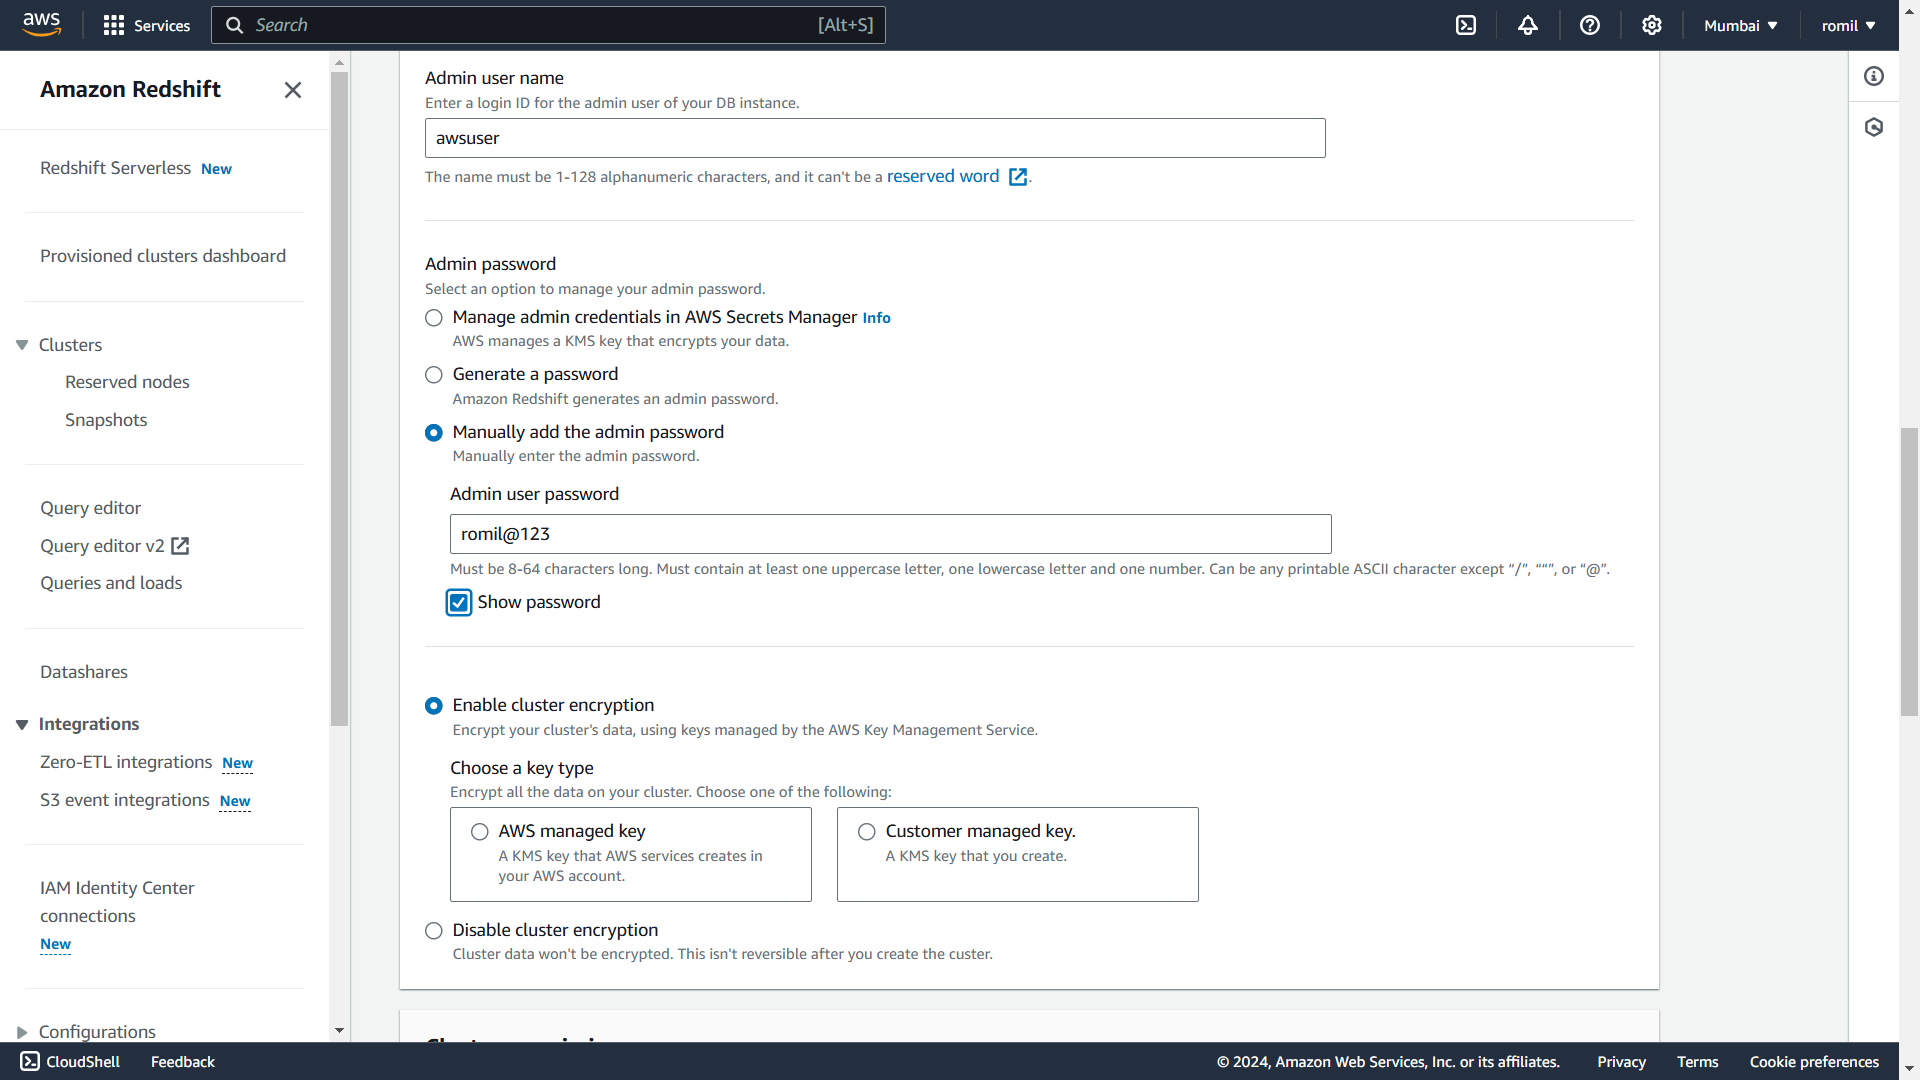 aws
Services
Search
[Alt+S]
Mumbai ▼
romil ▼
Amazon Redshift
Redshift Serverless New
Provisioned clusters dashboard
Clusters
Reserved nodes
Snapshots
Query editor
Query editor v2
Queries and loads
Datashares
Integrations
Zero-ETL integrations New
S3 event integrations New
IAM Identity Center
connections
New
Configurations
Admin user name
Enter a login ID for the admin user of your DB instance.
awsuser
The name must be 1-128 alphanumeric characters, and it can't be a reserved word .
Admin password
Select an option to manage your admin password.
Manage admin credentials in AWS Secrets Manager Info
AWS manages a KMS key that encrypts your data.
Generate a password
Amazon Redshift generates an admin password.
Manually add the admin password
Manually enter the admin password.
Admin user password
romil@123
Must be 8-64 characters long. Must contain at least one uppercase letter, one lowercase letter and one number. Can be any printable ASCII character except “/”, “““, or “@”.
Show password
Enable cluster encryption
Encrypt your cluster's data, using keys managed by the AWS Key Management Service.
Choose a key type
Encrypt all the data on your cluster. Choose one of the following:
AWS managed key
A KMS key that AWS services creates in
your AWS account.
Customer managed key.
A KMS key that you create.
Disable cluster encryption
Cluster data won't be encrypted. This isn't reversible after you create the custer.
CloudShell
Feedback
© 2024, Amazon Web Services, Inc. or its affiliates.
Privacy
Terms
Cookie preferences